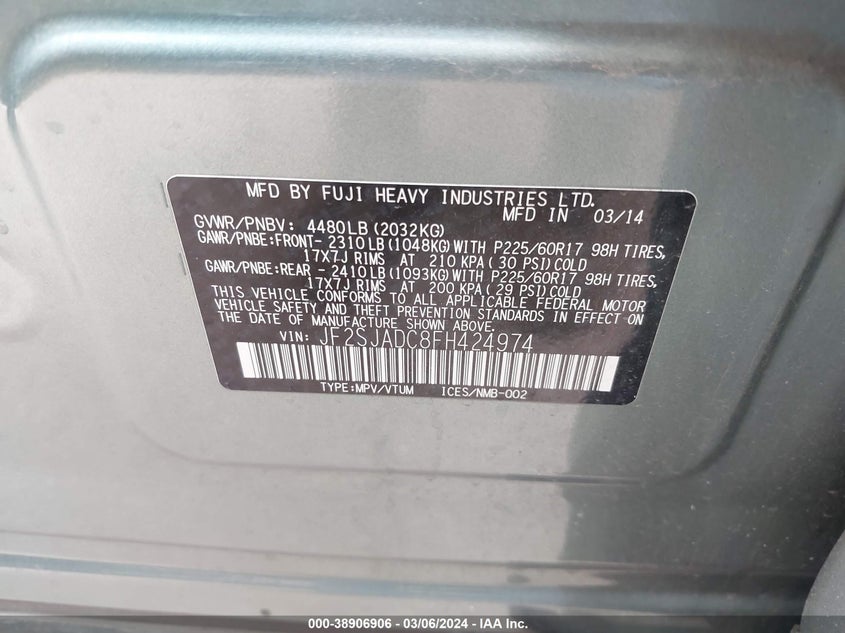 MFD BY FUJI HEAVY INDUSTRIES LTD.
MFD IN 03/14
GVWR/PNBV: 4480LB(2032KG)
GAWR/PNBE:FRONT- 2310LB(1048KG)WITH P225/60R17 98H TIRES,
17X7J RIMS AT 210 KPA(30 PSI)COLD
GAWR/PNBE:REAR - 2410LB(1093KG)WITH P225/60R17 98H TIRES,
17X7J RIMS AT 200 KPA(29 PSI)COLD
THIS VEHICLE CONFORMS TO ALL APPLICABLE FEDERAL MOTOR
VEHICLE SAFETY AND THEFT PREVENTION STANDARDS IN EFFECT ON
THE DATE OF MANUFACTURE SHOWN ABOVE.
VIN: JF2SJADC8FH424974
TYPE:MPV/VTUM ICES/NMB-002
000-38906906 - 03/06/2024 - IAA Inc.